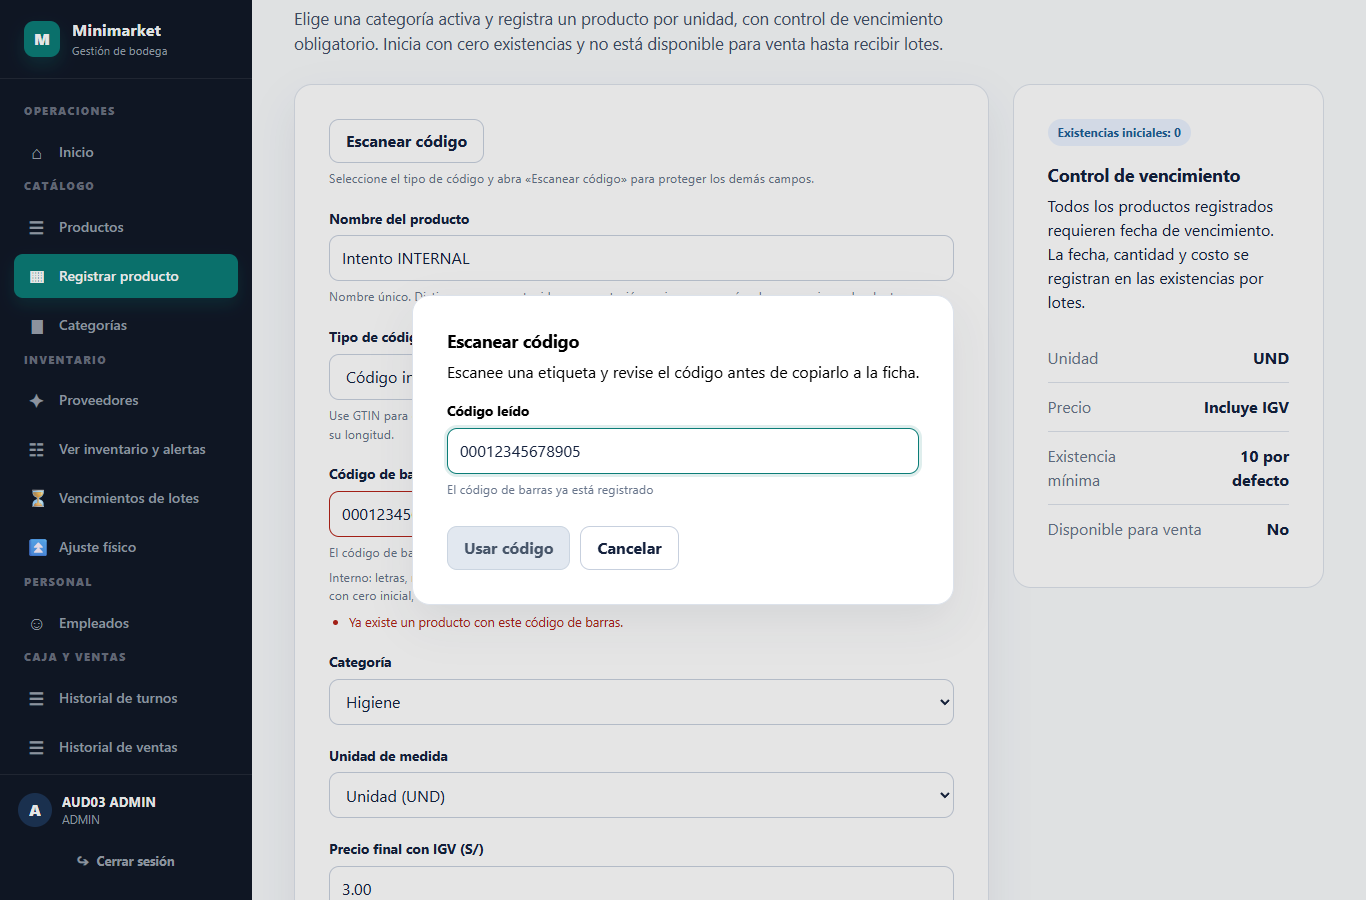 M
Minimarket
Gestión de bodega
OPERACIONES
Inicio
CATÁLOGO
Productos
Registrar producto
Categorías
INVENTARIO
Proveedores
Ver inventario y alertas
Vencimientos de lotes
Ajuste físico
PERSONAL
Empleados
CAJA Y VENTAS
Historial de turnos
Historial de ventas
A
AUD03 ADMIN
ADMIN
Cerrar sesión
Elige una categoría activa y registra un producto por unidad, con control de vencimiento
obligatorio. Inicia con cero existencias y no está disponible para venta hasta recibir lotes.
Escanear código
Seleccione el tipo de código y abra «Escanear código» para proteger los demás campos.
Nombre del producto
Intento INTERNAL
Nombre único.
Tipo de códig
Código in
Use GTIN para
su longitud.
Código de ba
00012345
El código de ba
Interno: letras,
con cero inicial,
Ya existe un producto con este código de barras.
Categoría
Higiene
Unidad de medida
Unidad (UND)
Precio final con IGV (S/)
3.00
Escanear código
Escanee una etiqueta y revise el código antes de copiarlo a la ficha.
Código leído
00012345678905
El código de barras ya está registrado
Usar código
Cancelar
Existencias iniciales: 0
Control de vencimiento
Todos los productos registrados
requieren fecha de vencimiento.
La fecha, cantidad y costo se
registran en las existencias por
lotes.
Unidad UND
Precio Incluye IGV
Existencia mínima 10 por defecto
Disponible para venta No